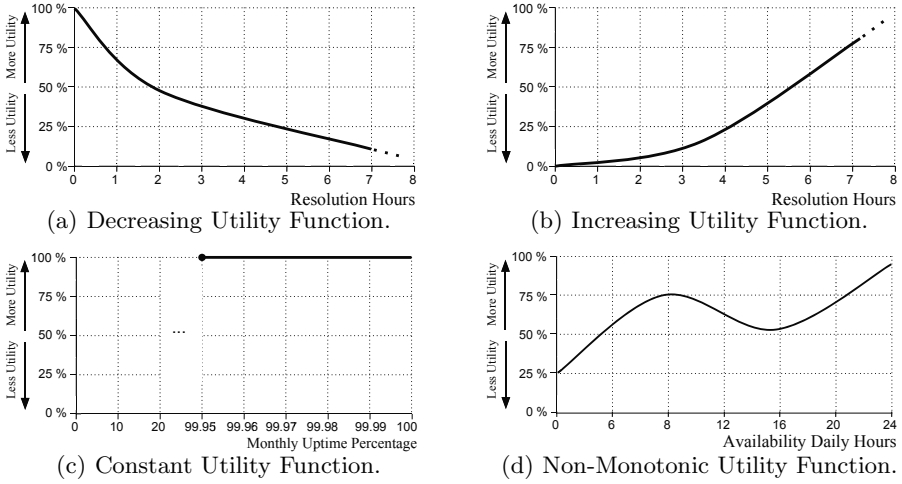 100 %
75 %
50 %
25 %
0 %
More Utility
Less Utility
0 1 2 3 4 5 6 7 8
Resolution Hours
(a) Decreasing Utility Function.
100 %
75 %
50 %
25 %
0 %
More Utility
Less Utility
0 1 2 3 4 5 6 7 8
Resolution Hours
(b) Increasing Utility Function.
100 %
75 %
50 %
25 %
0 %
More Utility
Less Utility
...
0 10 20 99.95 99.96 99.97 99.98 99.99 100
Monthly Uptime Percentage
(c) Constant Utility Function.
100 %
75 %
50 %
25 %
0 %
More Utility
Less Utility
0 6 8 12 16 20 24
Availability Daily Hours
(d) Non-Monotonic Utility Function.